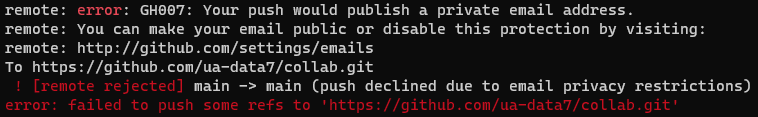 remote: error: GH007: Your push would publish a private email address.
remote: You can make your email public or disable this protection by visiting:
remote: http://github.com/settings/emails
To https://github.com/ua-data7/collab.git
 ! [remote rejected] main -> main (push declined due to email privacy restrictions)
error: failed to push some refs to 'https://github.com/ua-data7/collab.git'